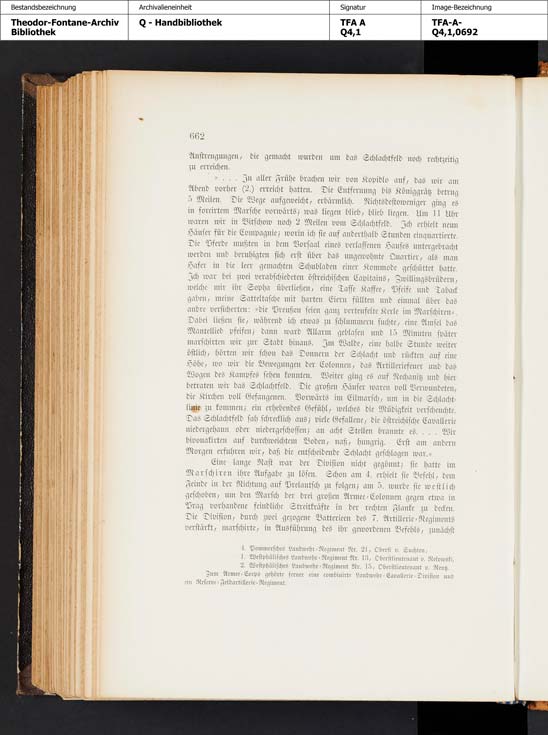 Bestandsbezeichnung
Archivalieneinheit
Signatur
Image-Bezeichnung
Theodor-Fontane-Archiv
Bibliothek
Q - Handbibliothek
TFA A
Q4,1
TFA-A-
Q4,1,0692
662
Anstrengungen, die gemacht wurden um das Schlachtfeld noch rechtzeitig
zu erreichen.
». . . In aller Frühe brachen wir von Kopidlo auf, das wir am
Abend vorher (2.) erreicht hatten. Die Entfernung bis Königgrätz betrug
5 Meilen. Die Wege aufgeweicht, erbärmlich. Nichtsdestoweniger ging es
in forcirtem Marsche vorwärts; was liegen blieb, blieb liegen. Um 11 Uhr
waren wir in Bitschow noch 2 Meilen vom Schlachtfeld. Ich erhielt neun
Häuser für die Compagnie; worin ich sie auf anderthalb Stunden einquartierte.
Die Pferde mußten in dem Vorsaal eines verlassenen Hauses untergebracht
werden und beruhigten sich erst über das ungewohnte Quartier, als man
Hafer in die leer gemachten Schubladen einer Kommode geschüttet hatte.
Ich war bei zwei verabschiedeten östreichischen Capitains, Zwillingsbrüdern,
welche mir ihr Sopha überließen, eine Tasse Kaffee, Pfeife und Taback
gaben, meine Satteltasche mit harten Eiern füllten und einmal über das
andre versicherten: »die Preußen seien ganz verteufelte Kerle im Marschiren».
Dabei ließen sie, während ich etwas zu schlummern suchte, eine Amsel das
Mantellied pfeifen; dann ward Allarm geblasen und 15 Minuten später
marschirten wir zur Stadt hinaus. Im Walde, eine halbe Stunde weiter
östlich, hörten wir schon das Donnern der Schlacht und rückten auf eine
Höhe, wo wir die Bewegungen der Colonnen, das Artilleriefeuer und das
Wogen des Kampfes sehen konnten. Weiter ging es auf Nechanitz und hier
betraten wir das Schlachtfeld. Die großen Häuser waren voll Verwundeten,
die Kirchen voll Gefangenen. Vorwärts im Eilmarsch, um in die Schlacht-
linie zu kommen; ein erhebendes Gefühl, welches die Müdigkeit verscheuchte.
Das Schlachtfeld sah schrecklich aus; viele Gefallene, die östreichische Cavallerie
niedergehaun oder niedergeschossen; an acht Stellen brannte es. . . . Wir
bivouakirten auf durchweichtem Boden, naß, hungrig. Erst am andern
Morgen erfuhren wir, daß die entscheidende Schlacht geschlagen war.«
Eine lange Rast war der Division nicht gegönnt; sie hatte im
Marschiren ihre Aufgabe zu lösen. Schon am 4. erhielt sie Befehl, dem
Feinde in der Richtung auf Prelautsch zu folgen; am 5. wurde sie westlich
geschoben, um den Marsch der drei großen Armee-Colonnen gegen etwa in
Prag vorhandene feindliche Streitkräfte in der rechten Flanke zu decken.
Die Division, durch zwei gezogene Batterieen des 7. Artillerie-Regiments
verstärkt, marschirte, in Ausführung des ihr gewordenen Befehls, zunächst
4. Pommersches Landwehr-Regiment Nr. 21, Oberst v. Suchten.
1. Westphälisches Landwehr-Regiment Nr. 13, Oberstlieutenant v. Rekowski.
2. Westphälisches Landwehr-Regiment Nr. 15, Oberstlieutenant v. Rentz.
Zum Armee-Corps gehörte ferner eine combinirte Landwehr-Cavallerie-Division und
ein Reserve-Feldartillerie-Regiment.